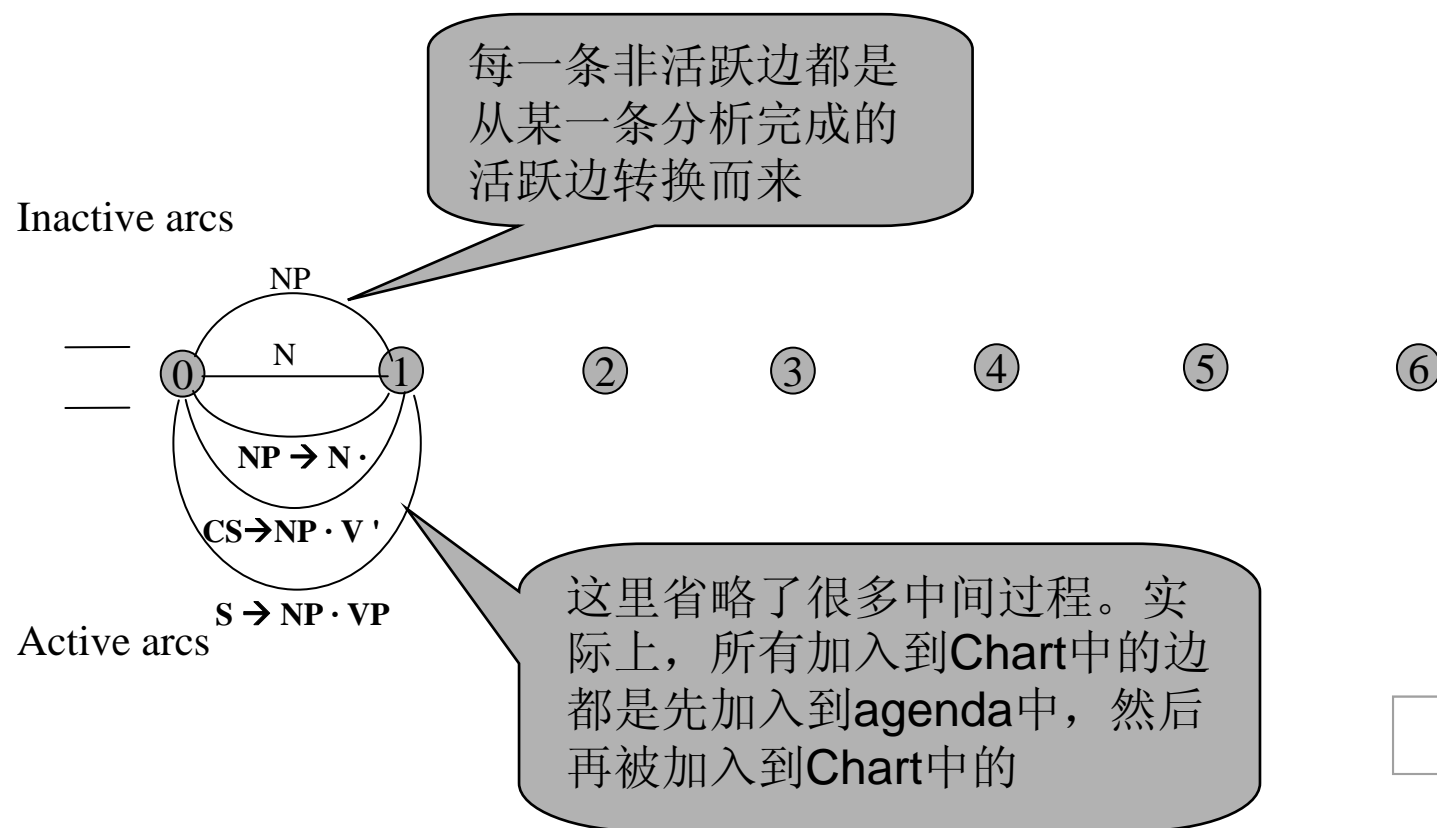 每一条非活跃边都是
从某一条分析完成的
活跃边转换而来
Inactive arcs
NP
N
0 1 2 3 4 5 6
NP → N ·
CS→NP · V '
S → NP · VP
Active arcs
这里省略了很多中间过程。实
际上，所有加入到Chart中的边
都是先加入到agenda中，然后
再被加入到Chart中的